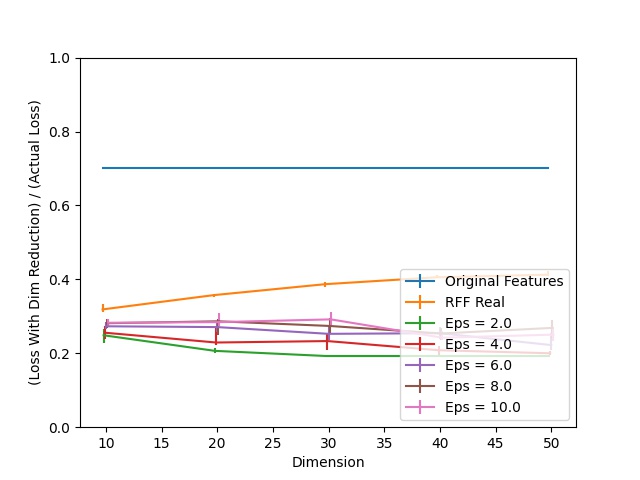 (Loss With Dim Reduction) / (Actual Loss)
1.0
0.8
0.6
0.4
0.2
0.0
Original Features
RFF Real
Eps = 2.0
Eps = 4.0
Eps = 6.0
Eps = 8.0
Eps = 10.0
10 15 20 25 30 35 40 45 50
Dimension